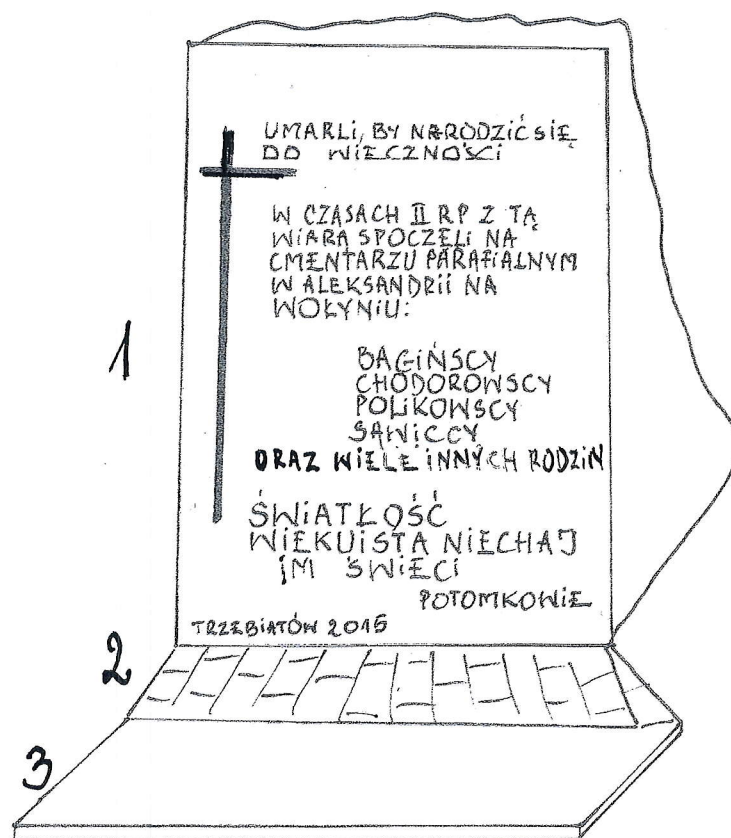 UMARLI, BY NARODZIĆ SIĘ
DO WIECZNOŚCI
W CZASACH II RP Z TĄ
WIARĄ SPOCZĘLI NA
CMENTARZU PARAFIALNYM
W ALEKSANDRII NA
WOŁYNIU:
1
BAGIŃSCY
CHODOROWSCY
POLIKOWSCY
SAWICCY
ORAZ WIELE INNYCH RODZIN
ŚWIATŁOŚĆ
WIEKUISTA NIECHAJ
IM ŚWIECI
POTOMKOWIE
TRZEBIATÓW 2015
2
3